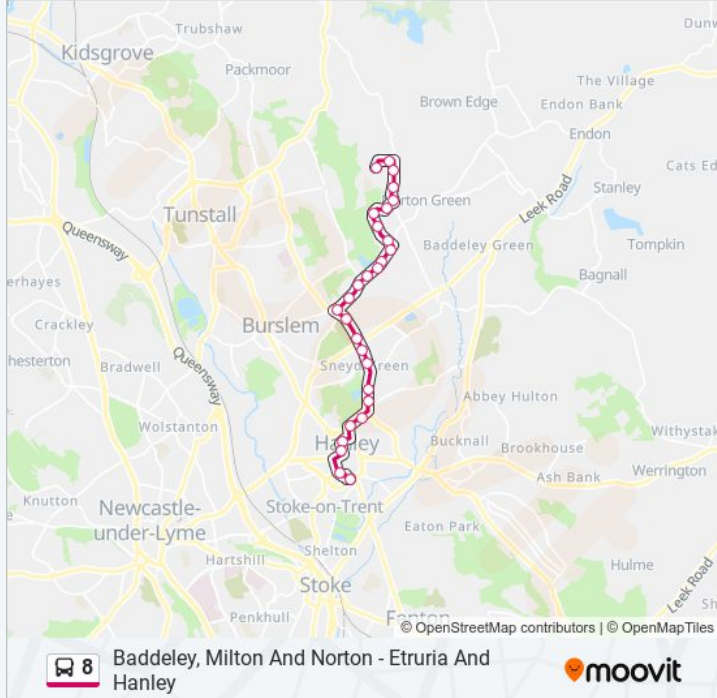 Trubshaw
Dunw
Kidsgrove
Packmoor
The Village
Brown Edge
Endon Bank
Endon
Cats Ed
Stanley
rton Green
Leek Road
Tunstall
Queensway
Baddeley Green
Tompkin
Bagnall
erhayes
Crackley
Burslem
hesterton
Bradwell
Queensway
Sneyd Green
Abbey Hulton
Wolstanton
Withystak
Hanley
Bucknall
Brookhouse
Werrington
Ash Bank
Knutton
Newcastle-
under-Lyme
Stoke-on-Trent
Eaton Park
Shelton
Hartshill
Hulme
Stoke
Leek Road
Sh
Penkhull
Fenton
© OpenStreetMap contributors | © OpenMapTiles
8
Baddeley, Milton And Norton - Etruria And
Hanley
moovit